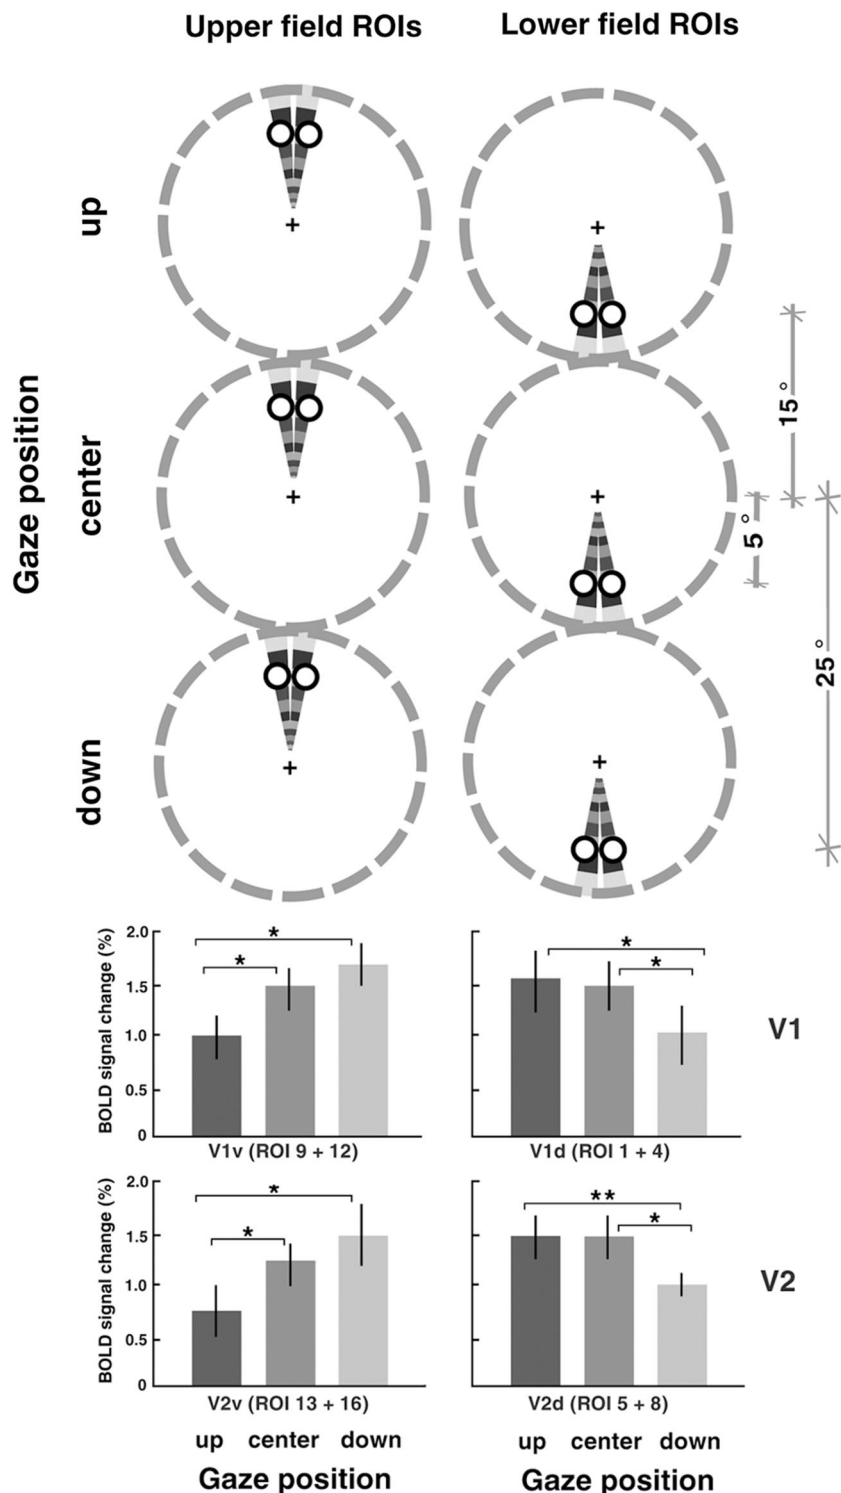 Upper field ROIs
Lower field ROIs
Gaze position
up
center
down
15°
5°
25°
BOLD signal change (%)
2.0
1.5
1.0
0.5
0
*
*
V1v (ROI 9 + 12)
*
*
V1d (ROI 1 + 4)
V1
BOLD signal change (%)
2.0
1.5
1.0
0.5
0
*
*
V2v (ROI 13 + 16)
**
*
V2d (ROI 5 + 8)
V2
up center down
Gaze position
up center down
Gaze position